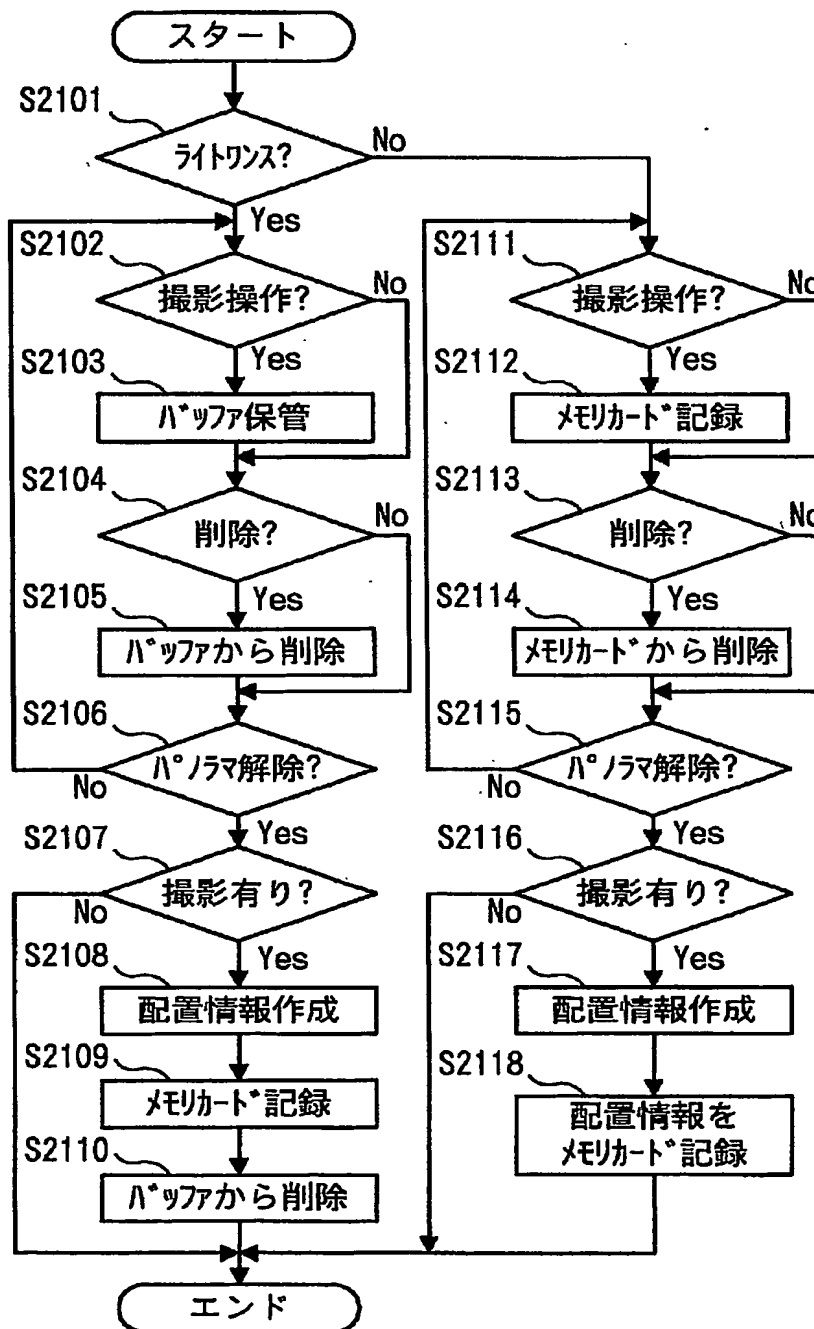 スタート
S2101
ライトワンス?
No
Yes
S2102
撮影操作?
No
Yes
S2103
バッファ保管
S2104
削除?
No
Yes
S2105
バッファから削除
S2106
パノラマ解除?
No
Yes
S2107
撮影有り?
No
Yes
S2108
配置情報作成
S2109
メモリカード記録
S2110
バッファから削除
S2111
撮影操作?
No
Yes
S2112
メモリカード記録
S2113
削除?
No
Yes
S2114
メモリカードから削除
S2115
パノラマ解除?
No
Yes
S2116
撮影有り?
No
Yes
S2117
配置情報作成
S2118
配置情報を
メモリカード記録
エンド